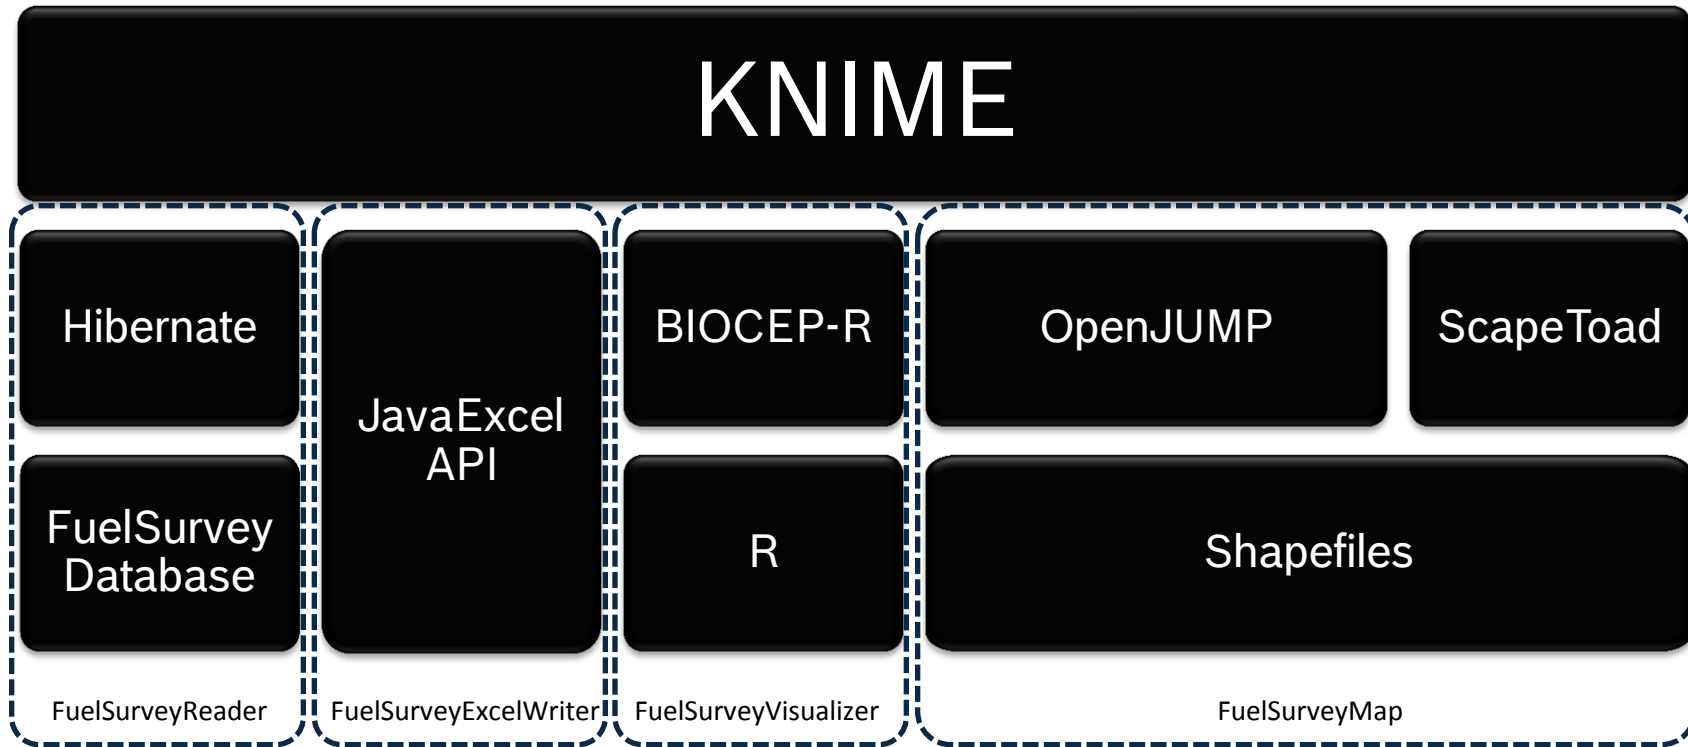 KNIME
Hibernate
BIOCEP-R
OpenJUMP
ScapeToad
JavaExcel
API
FuelSurvey
Database
R
Shapefiles
FuelSurveyReader
FuelSurveyExcelWriter
FuelSurveyVisualizer
FuelSurveyMap